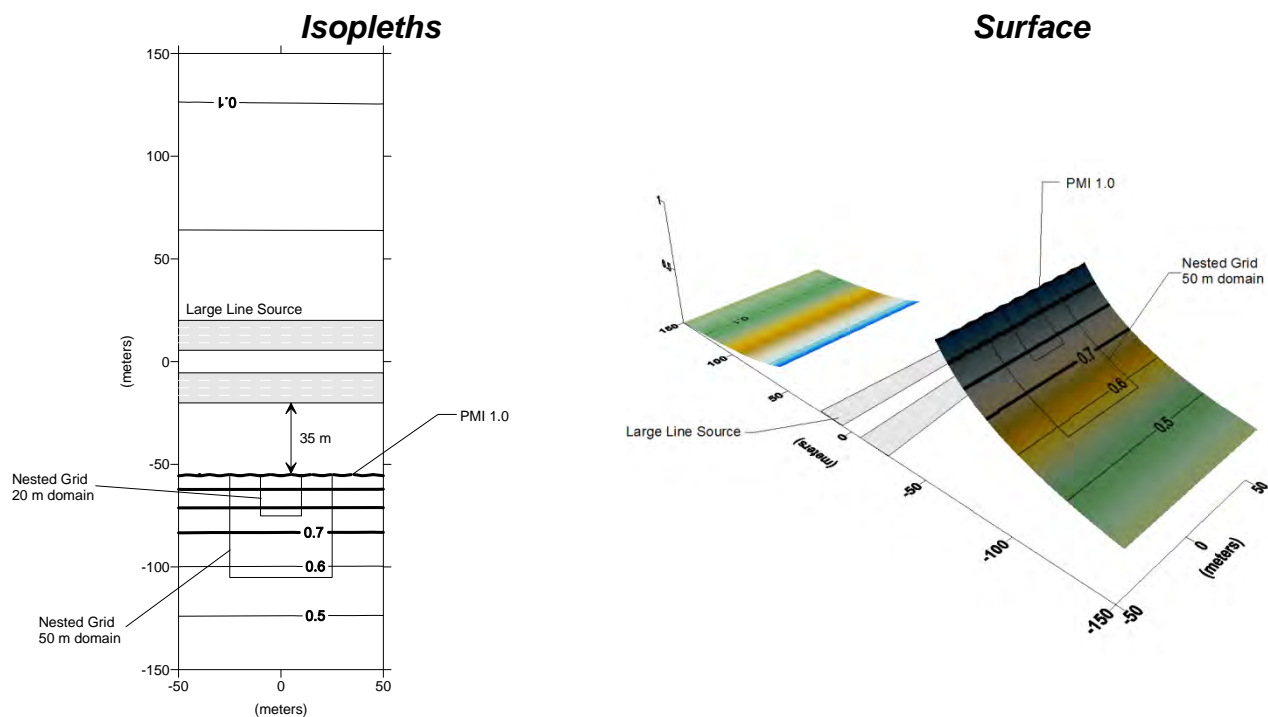 Isopleths
Surface
150
0.1
100
50
Large Line Source
0
(meters)
35 m
PMI 1.0
-50
Nested Grid
20 m domain
0.7
-100
0.6
Nested Grid
50 m domain
0.5
-150
-50
0
50
(meters)
PMI 1.0
Nested Grid
50 m domain
1
0.5
150
0.1
100
50
0.7
0.6
0.5
Large Line Source
0
(meters)
-50
-100
-150
-50
0
50
(meters)